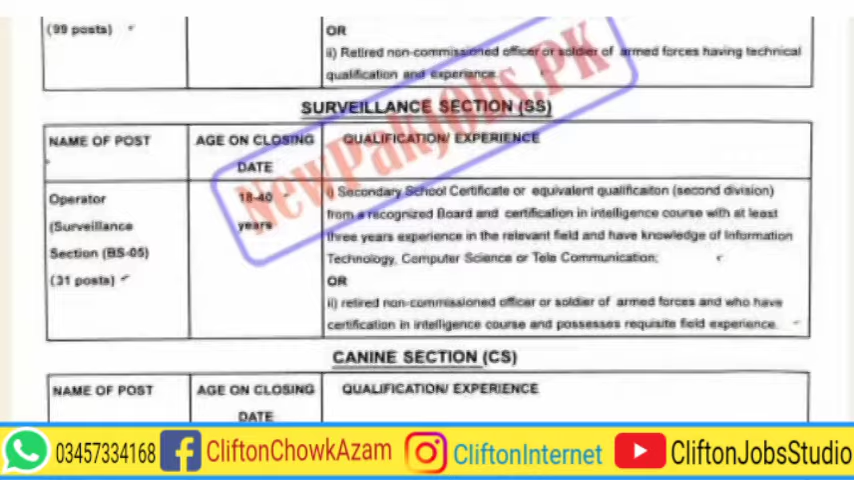 (99 posts)
OR
ii) Retired non-commissioned officer or soldier of armed forces having technical
qualification and experience.
SURVEILLANCE SECTION (SS)
NAME OF POST
AGE ON CLOSING
DATE
QUALIFICATION/ EXPERIENCE
Operator
(Surveillance
Section (BS-05)
(31 posts)
18-40
years
i) Secondary School Certificate or equivalent qualificaiton (second division)
from a recognized Board and certification in intelligence course with at least
three years experience in the relevant field and have knowledge of Information
Technology, Computer Science or Tele Communication;
OR
ii) retired non-commissioned officer or soldier of armed forces and who have
certification in intelligence course and possesses requisite field experience.
NewPakJobs.PK
CANINE SECTION (CS)
NAME OF POST
AGE ON CLOSING
DATE
QUALIFICATION/ EXPERIENCE
03457334168
CliftonChowkAzam
CliftonInternet
CliftonJobsStudio